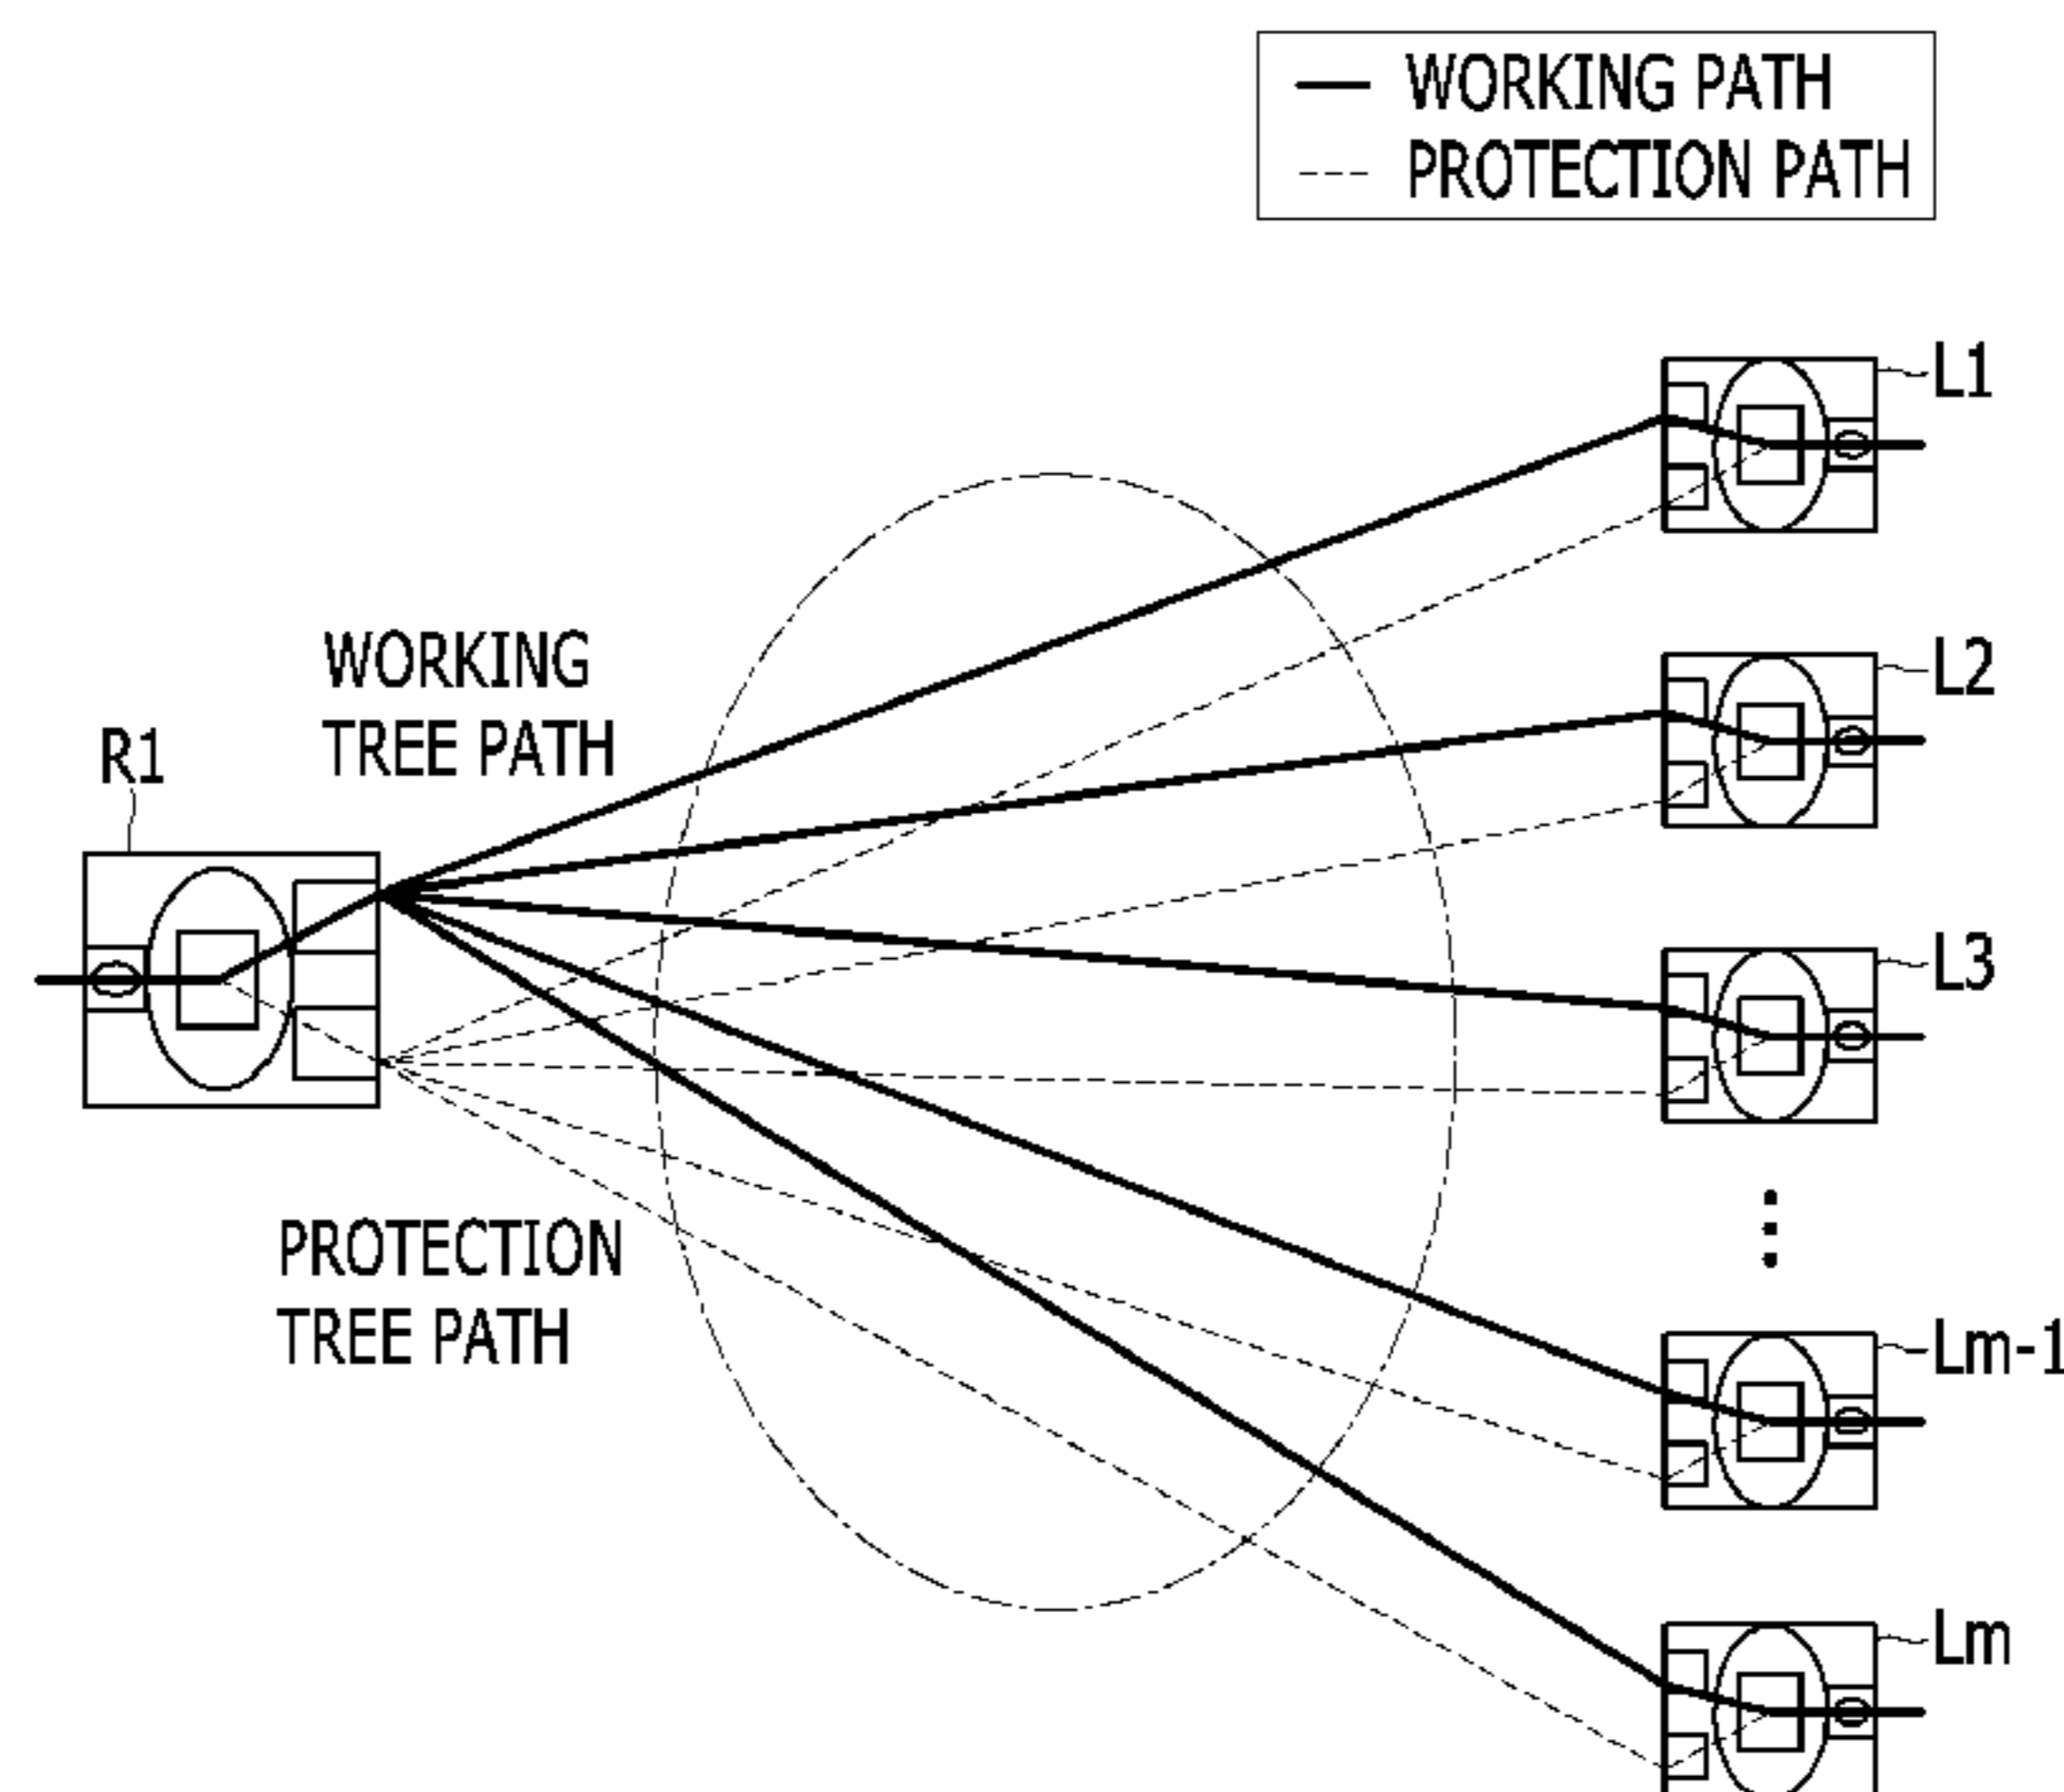 WORKING PATH
PROTECTION PATH
L1
WORKING
TREE PATH
L2
R1
L3
PROTECTION
TREE PATH
Lm-1
Lm